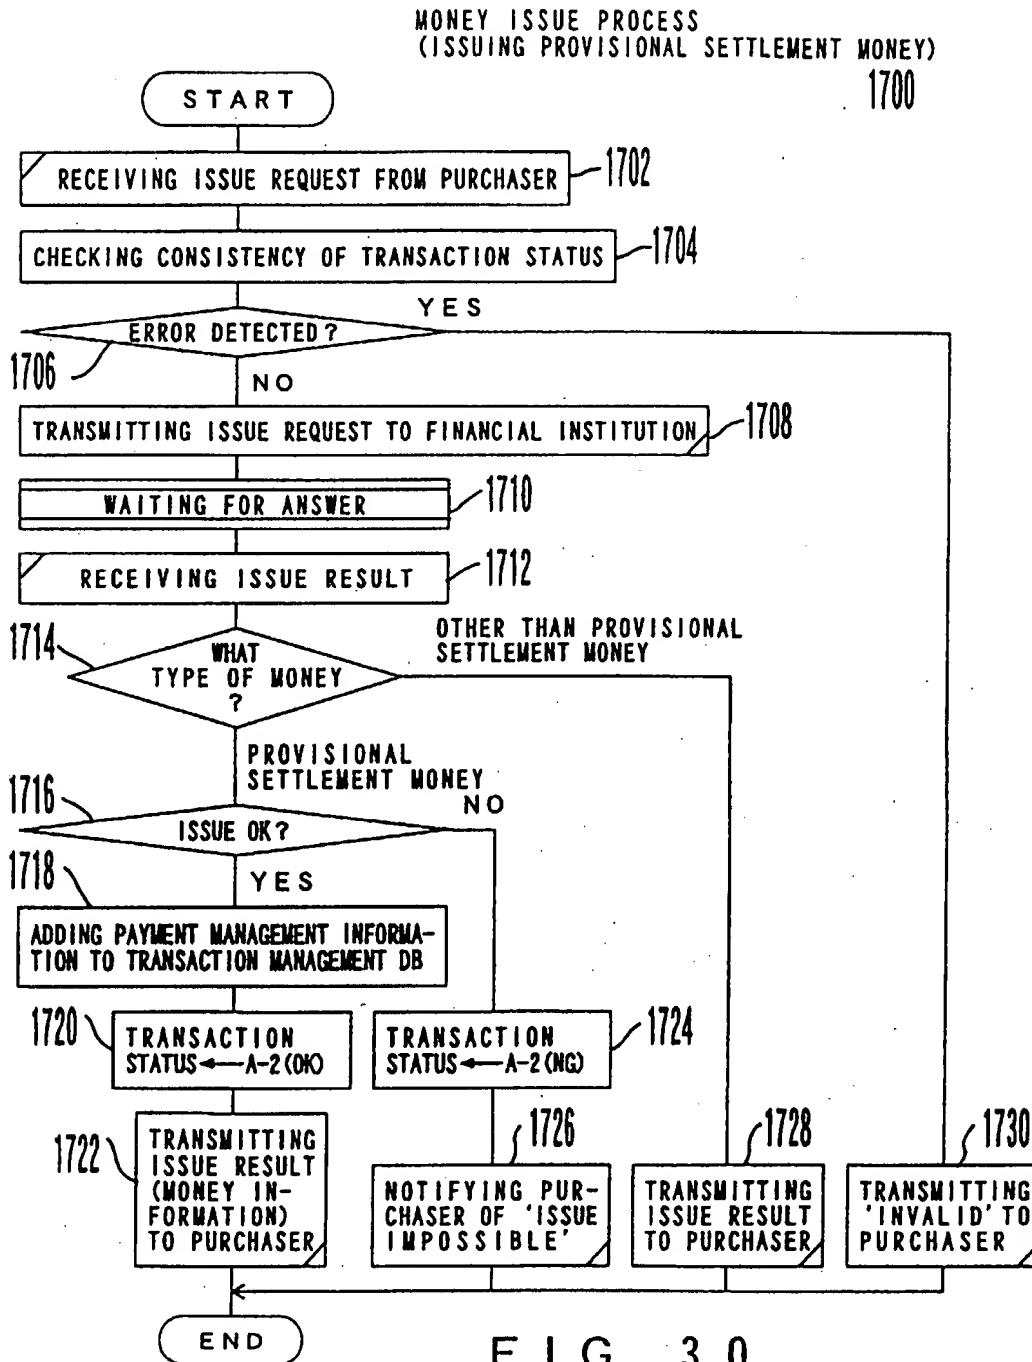 MONEY ISSUE PROCESS
(ISSUING PROVISIONAL SETTLEMENT MONEY)
1700
START
RECEIVING ISSUE REQUEST FROM PURCHASER
1702
CHECKING CONSISTENCY OF TRANSACTION STATUS
1704
YES
ERROR DETECTED?
1706
NO
TRANSMITTING ISSUE REQUEST TO FINANCIAL INSTITUTION
1708
WAITING FOR ANSWER
1710
RECEIVING ISSUE RESULT
1712
1714
WHAT
TYPE OF MONEY
?
OTHER THAN PROVISIONAL
SETTLEMENT MONEY
PROVISIONAL
SETTLEMENT MONEY
1716
NO
ISSUE OK?
1718
YES
ADDING PAYMENT MANAGEMENT INFORMA-
TION TO TRANSACTION MANAGEMENT DB
1720
TRANSACTION
STATUS←A-2(OK)
TRANSACTION
STATUS←A-2(NG)
1724
1722
TRANSMITTING
ISSUE RESULT
(MONEY IN-
FORMATION)
TO PURCHASER
1726
NOTIFYING PUR-
CHASER OF 'ISSUE
IMPOSSIBLE'
1728
TRANSMITTING
ISSUE RESULT
TO PURCHASER
1730
TRANSMITTING
'INVALID' TO
PURCHASER
END
FIG. 30